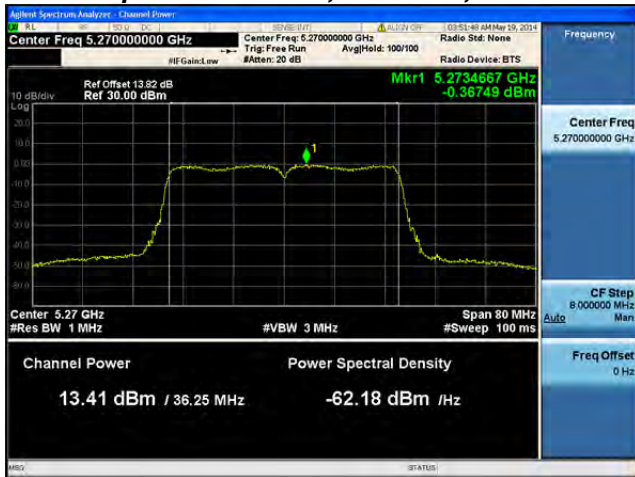 Agilent Spectrum Analyzer - Channel Power
RL RF 50 Ω DC SENSE:INT ALIGN OFF 03:51:48 AM May 19, 2014
Center Freq 5.270000000 GHz
Center Freq: 5.270000000 GHz
Radio Std: None
Trig: Free Run Avg|Hold: 100/100
#IFGain:Low #Atten: 20 dB Radio Device: BTS
Frequency
Ref Offset 13.82 dB
10 dB/div Ref 30.00 dBm
Mkr1 5.2734667 GHz
-0.36749 dBm
Log
20.0
10.0
0.00
-10.0
-20.0
-30.0
-40.0
-50.0
-60.0
1
Center Freq
5.270000000 GHz
Center 5.27 GHz Span 80 MHz
#Res BW 1 MHz #VBW 3 MHz #Sweep 100 ms
CF Step
8.000000 MHz
Auto Man
Channel Power Power Spectral Density
13.41 dBm / 36.25 MHz -62.18 dBm /Hz
Freq Offset
0 Hz
MSG STATUS